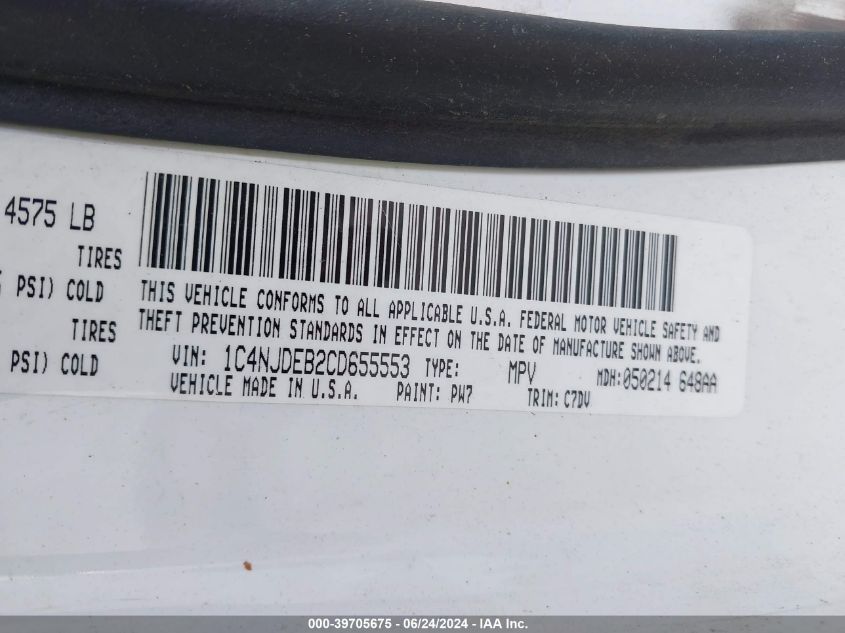 4575 LB
TIRES
PSI) COLD
TIRES
PSI) COLD
THIS VEHICLE CONFORMS TO ALL APPLICABLE U.S.A. FEDERAL MOTOR VEHICLE SAFETY AND
THEFT PREVENTION STANDARDS IN EFFECT ON THE DATE OF MANUFACTURE SHOWN ABOVE.
VIN: 1C4NJDEB2CD655553 TYPE: MPV MDH:050214 648AA
VEHICLE MADE IN U.S.A. PAINT: PW7 TRIM: C7DV
000-39705675 - 06/24/2024 - IAA Inc.